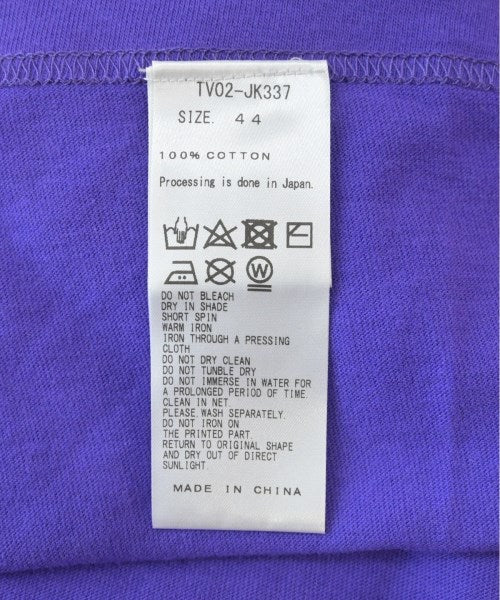 TV02-JK337
SIZE. 44
100% COTTON
Processing is done in Japan.
W
DO NOT BLEACH
DRY IN SHADE
SHORT SPIN
WARM IRON
IRON THROUGH A PRESSING
CLOTH
DO NOT DRY CLEAN
DO NOT TUMBLE DRY
DO NOT IMMERSE IN WATER FOR
A PROLONGED PERIOD OF TIME.
CLEAN IN NET
PLEASE WASH SEPARATELY.
DO NOT IRON ON
THE PRINTED PART.
RETURN TO ORIGINAL SHAPE
AND DRY OUT OF DIRECT
SUNLIGHT.
MADE IN CHINA